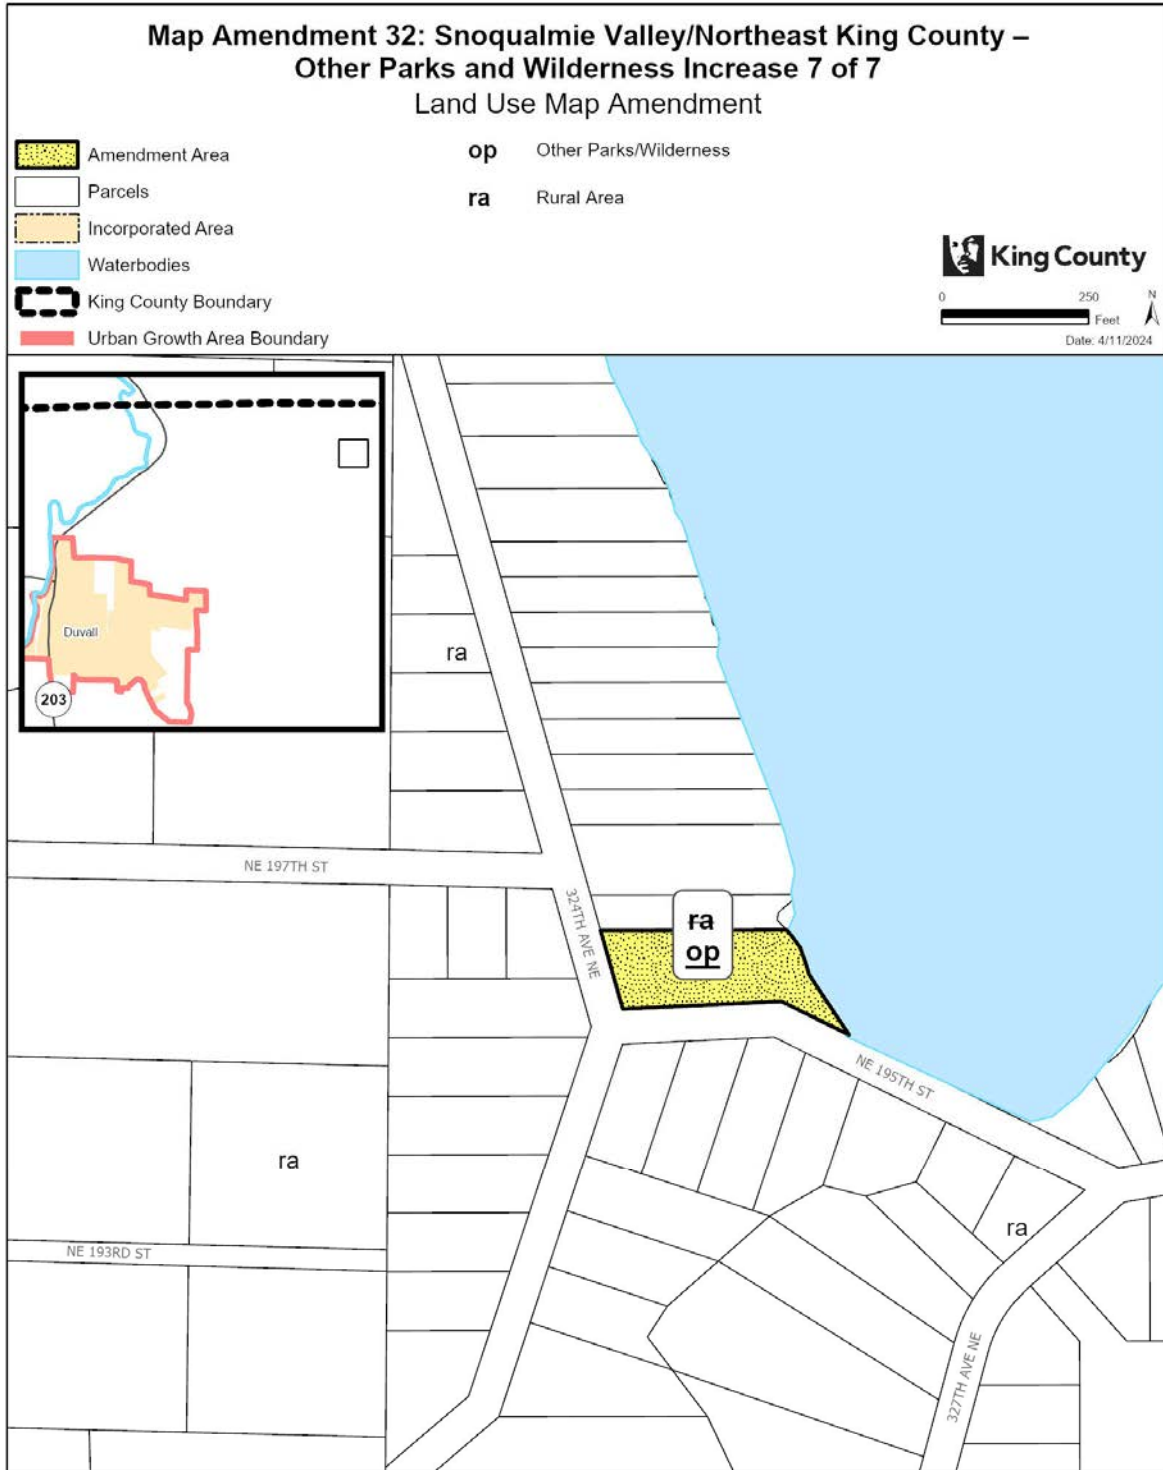 Map Amendment 32: Snoqualmie Valley/Northeast King County –
Other Parks and Wilderness Increase 7 of 7
Land Use Map Amendment
Amendment Area
Parcels
Incorporated Area
Waterbodies
King County Boundary
Urban Growth Area Boundary
op Other Parks/Wilderness
ra Rural Area
King County
0 250
Feet
N
Date: 4/11/2024
Duvall
203
ra
NE 197TH ST
324TH AVE NE
ra
op
NE 195TH ST
ra
ra
NE 193RD ST
327TH AVE NE